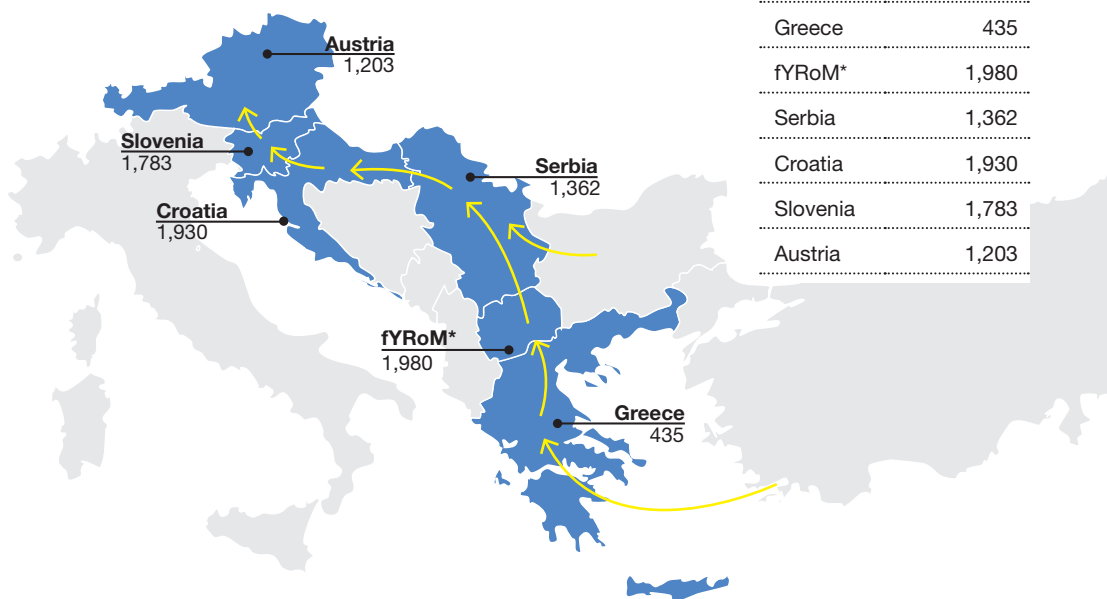 Austria
1,203
Slovenia
1,783
Serbia
1,362
Croatia
1,930
fYRoM*
1,980
Greece
435
Greece 435
fYRoM* 1,980
Serbia 1,362
Croatia 1,930
Slovenia 1,783
Austria 1,203